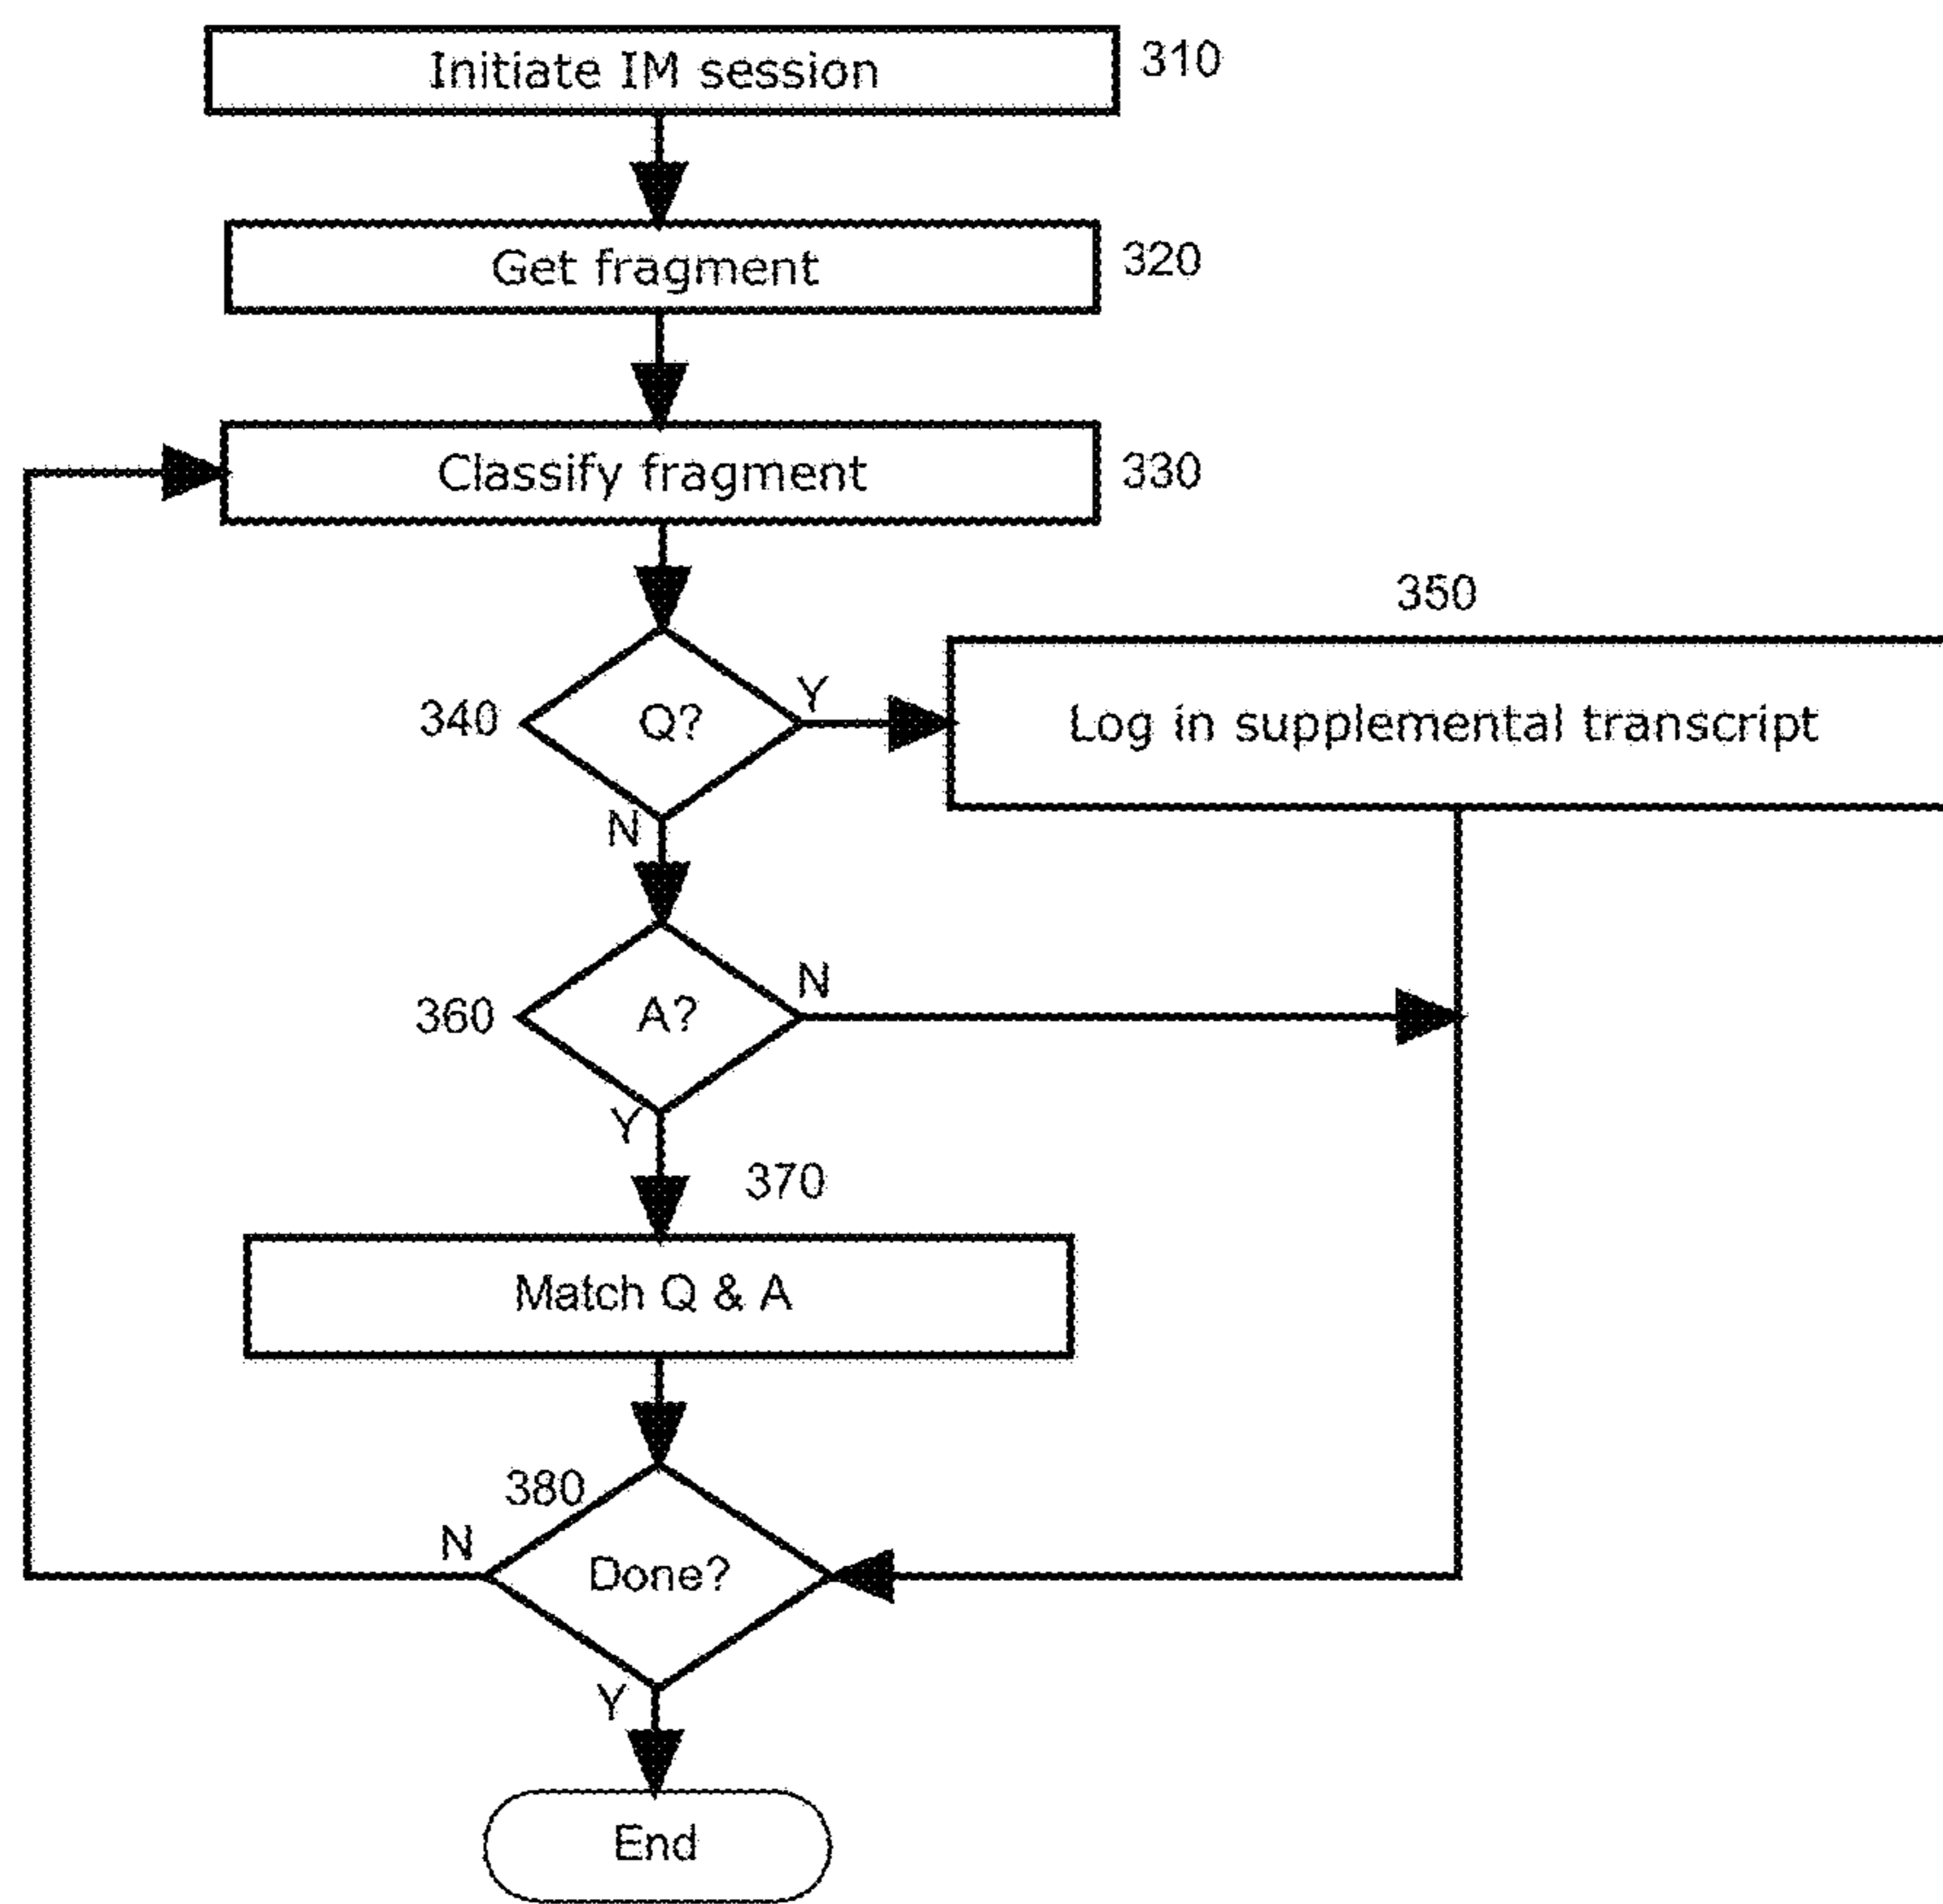 Initiate IM session 310
Get fragment 320
Classify fragment 330
350
340 Q? Y Log in supplemental transcript
N
360 A? N
Y
370
Match Q & A
380
N Done?
Y
End